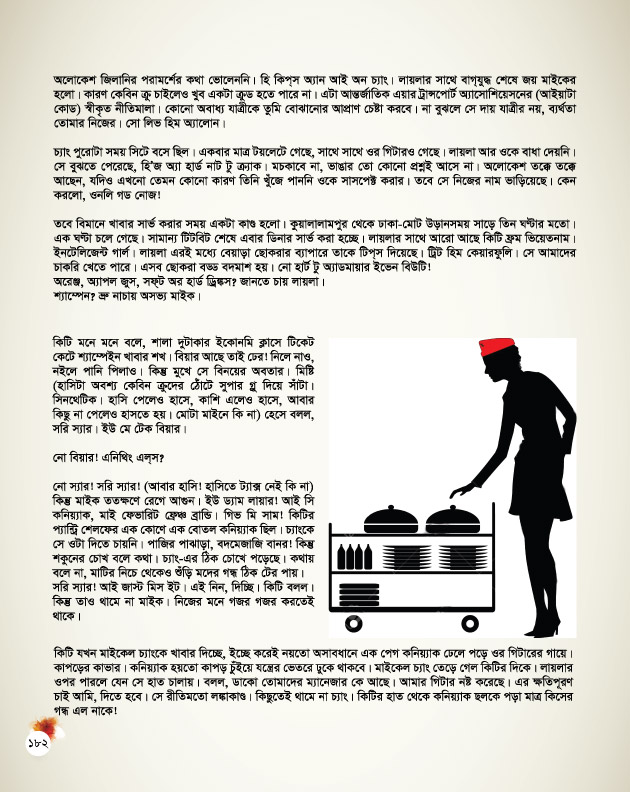 অলোকেশ জিলানির পরামর্শের কথা ভোলেননি। হি কিপ্‌স অ্যান আই অন চ্যাং। লায়লার সাথে বাগ্‌যুদ্ধ শেষে জয় মাইকের
হলো। কারণ কেবিন ক্রু চাইলেও খুব একটা ক্রুড হতে পারে না। এটা আন্তর্জাতিক এয়ার ট্রান্সপোর্ট অ্যাসোশিয়েসনের (আইয়াটা
কোড) স্বীকৃত নীতিমালা। কোনো অবাধ্য যাত্রীকে তুমি বোঝানোর আপ্রাণ চেষ্টা করবে। না বুঝলে সে দায় যাত্রীর নয়, ব্যর্থতা
তোমার নিজের। সো লিভ হিম অ্যালোন।
চ্যাং পুরোটা সময় সিটে বসে ছিল। একবার মাত্র টয়লেটে গেছে, সাথে সাথে ওর গিটারও গেছে। লায়লা আর ওকে বাধা দেয়নি।
সে বুঝতে পেরেছে, হি'জ অ্যা হার্ড নাট টু ক্র্যাক। মচকাবে না, ভাঙার তো কোনো প্রশ্নই আসে না। অলোকেশ তক্কে তক্কে
আছেন, যদিও এখনো তেমন কোনো কারণ তিনি খুঁজে পাননি ওকে সাসপেক্ট করার। তবে সে নিজের নাম ভাড়িয়েছে। কেন
করলো, ওনলি গড নোজ!
তবে বিমানে খাবার সার্ভ করার সময় একটা কাণ্ড হলো। কুয়ালালামপুর থেকে ঢাকা-মোট উড়ানসময় সাড়ে তিন ঘণ্টার মতো।
এক ঘণ্টা চলে গেছে। সামান্য টিটবিট শেষে এবার ডিনার সার্ভ করা হচ্ছে। লায়লার সাথে আরো আছে কিটি ফ্রম ভিয়েতনাম।
ইনটেলিজেন্ট গার্ল। লায়লা এরই মধ্যে বেয়াড়া ছোকরার ব্যাপারে তাকে টিপ্‌স দিয়েছে। ট্রিট হিম কেয়ারফুলি। সে আমাদের
চাকরি খেতে পারে। এসব ছোকরা বড্ড বদমাশ হয়। নো হার্ট টু অ্যাডমায়ার ইভেন বিউটি!
অরেঞ্জ, অ্যাপল জুস, সফ্‌ট অর হার্ড ড্রিঙ্কস? জানতে চায় লায়লা।
শ্যাম্পেন? ভ্রু নাচায় অসভ্য মাইক।
কিটি মনে মনে বলে, শালা দুটাকার ইকোনমি ক্লাসে টিকেট
কেটে শ্যাম্পেইন খাবার শখ। বিয়ার আছে তাই ঢের! নিলে নাও,
নইলে পানি পিলাও। কিন্তু মুখে সে বিনয়ের অবতার। মিষ্টি
(হাসিটা অবশ্য কেবিন ক্রুদের ঠোঁটে সুপার গ্লু দিয়ে সাঁটা।
সিনথেটিক। হাসি পেলেও হাসে, কাশি এলেও হাসে, আবার
কিছু না পেলেও হাসতে হয়। মোটা মাইনে কি না) হেসে বলল,
সরি স্যার। ইউ মে টেক বিয়ার।
নো বিয়ার! এনিথিং এল্‌স?
নো স্যার! সরি স্যার! (আবার হাসি! হাসিতে ট্যাক্স নেই কি না)
কিন্তু মাইক ততক্ষণে রেগে আগুন। ইউ ড্যাম লায়ার! আই সি
কনিয়্যাক, মাই ফেভারিট ফ্রেঞ্চ ব্রান্ডি। গিভ মি সাম! কিটির
প্যান্ট্রি শেলফের এক কোণে এক বোতল কনিয়্যাক ছিল। চ্যাংকে
সে ওটা দিতে চায়নি। পাজির পাঝাড়া, বদমেজাজি বানর! কিন্তু
শকুনের চোখ বলে কথা। চ্যাং-এর ঠিক চোখে পড়েছে। কথায়
বলে না, মাটির নিচে থেকেও শুঁড়ি মদের গন্ধ ঠিক টের পায়।
সরি স্যার! আই জাস্ট মিস ইট। এই নিন, দিচ্ছি। কিটি বলল।
কিন্তু তাও থামে না মাইক। নিজের মনে গজর গজর করতেই
থাকে।
কিটি যখন মাইকেল চ্যাংকে খাবার দিচ্ছে, ইচ্ছে করেই নয়তো অসাবধানে এক পেগ কনিয়্যাক ঢেলে পড়ে ওর গিটারের গায়ে।
কাপড়ের কাভার। কনিয়্যাক হয়তো কাপড় চুঁইয়ে যন্ত্রের ভেতরে ঢুকে থাকবে। মাইকেল চ্যাং তেড়ে গেল কিটির দিকে। লায়লার
ওপর পারলে যেন সে হাত চালায়। বলল, ডাকো তোমাদের ম্যানেজার কে আছে। আমার গিটার নষ্ট করেছে। এর ক্ষতিপূরণ
চাই আমি, দিতে হবে। সে রীতিমতো লঙ্কাকাণ্ড। কিছুতেই থামে না চ্যাং। কিটির হাত থেকে কনিয়্যাক ছলকে পড়া মাত্র কিসের
গন্ধ এল নাকে!
১৮২